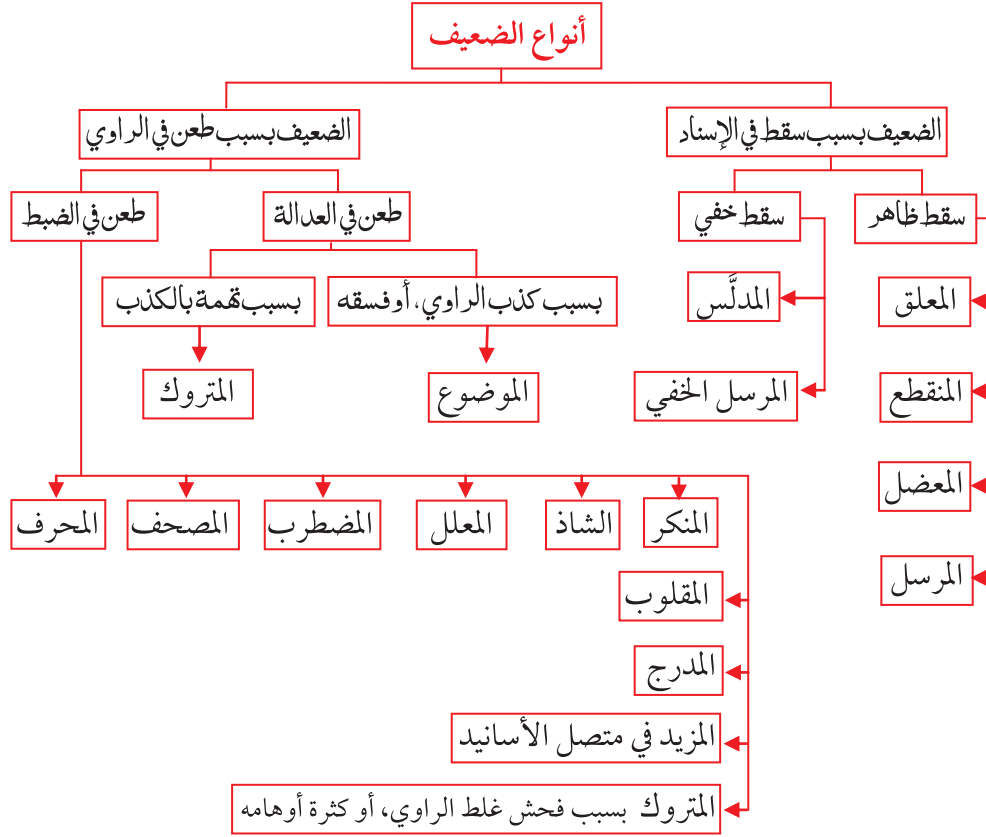 أنواع الضعيف
الضعيف بسبب سقط في الإسناد
الضعيف بسبب طعن في الراوي
سقط ظاهر
سقط خفي
طعن في العدالة
طعن في الضبط
المعلق
المنقطع
المعضل
المرسل
المدلَّس
المرسل الخفي
بسبب كذب الراوي، أو فسقه
بسبب تهمة بالكذب
الموضوع
المتروك
المنكر
الشاذ
المعلل
المضطرب
المصحف
المحرف
المقلوب
المدرج
المزيد في متصل الأسانيد
المتروك بسبب فحش غلط الراوي، أو كثرة أوهامه